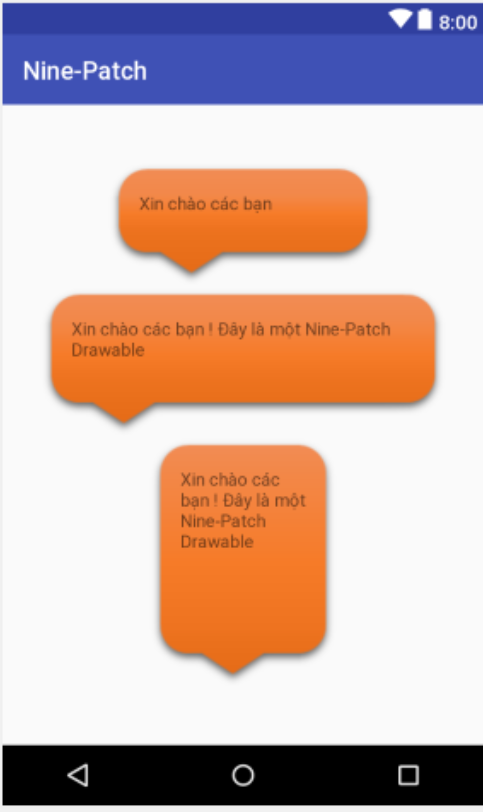 8:00
Nine-Patch
Xin chào các bạn
Xin chào các bạn ! Đây là một Nine-Patch
Drawable
Xin chào các
bạn ! Đây là một
Nine-Patch
Drawable